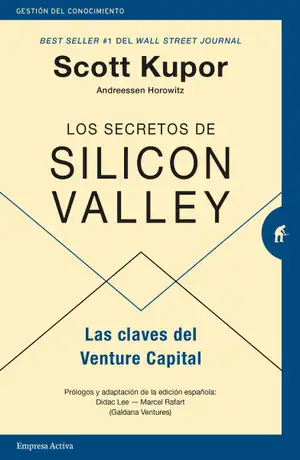 GESTIÓN DEL CONOCIMIENTO
BEST SELLER #1 DEL WALL STREET JOURNAL
Scott Kupor
Andreessen Horowitz
LOS SECRETOS DE
SILICON
VALLEY
Las claves del
Venture Capital
Prólogos y adaptación de la edición española:
Didac Lee — Marcel Rafart
(Galdana Ventures)
Empresa Activa